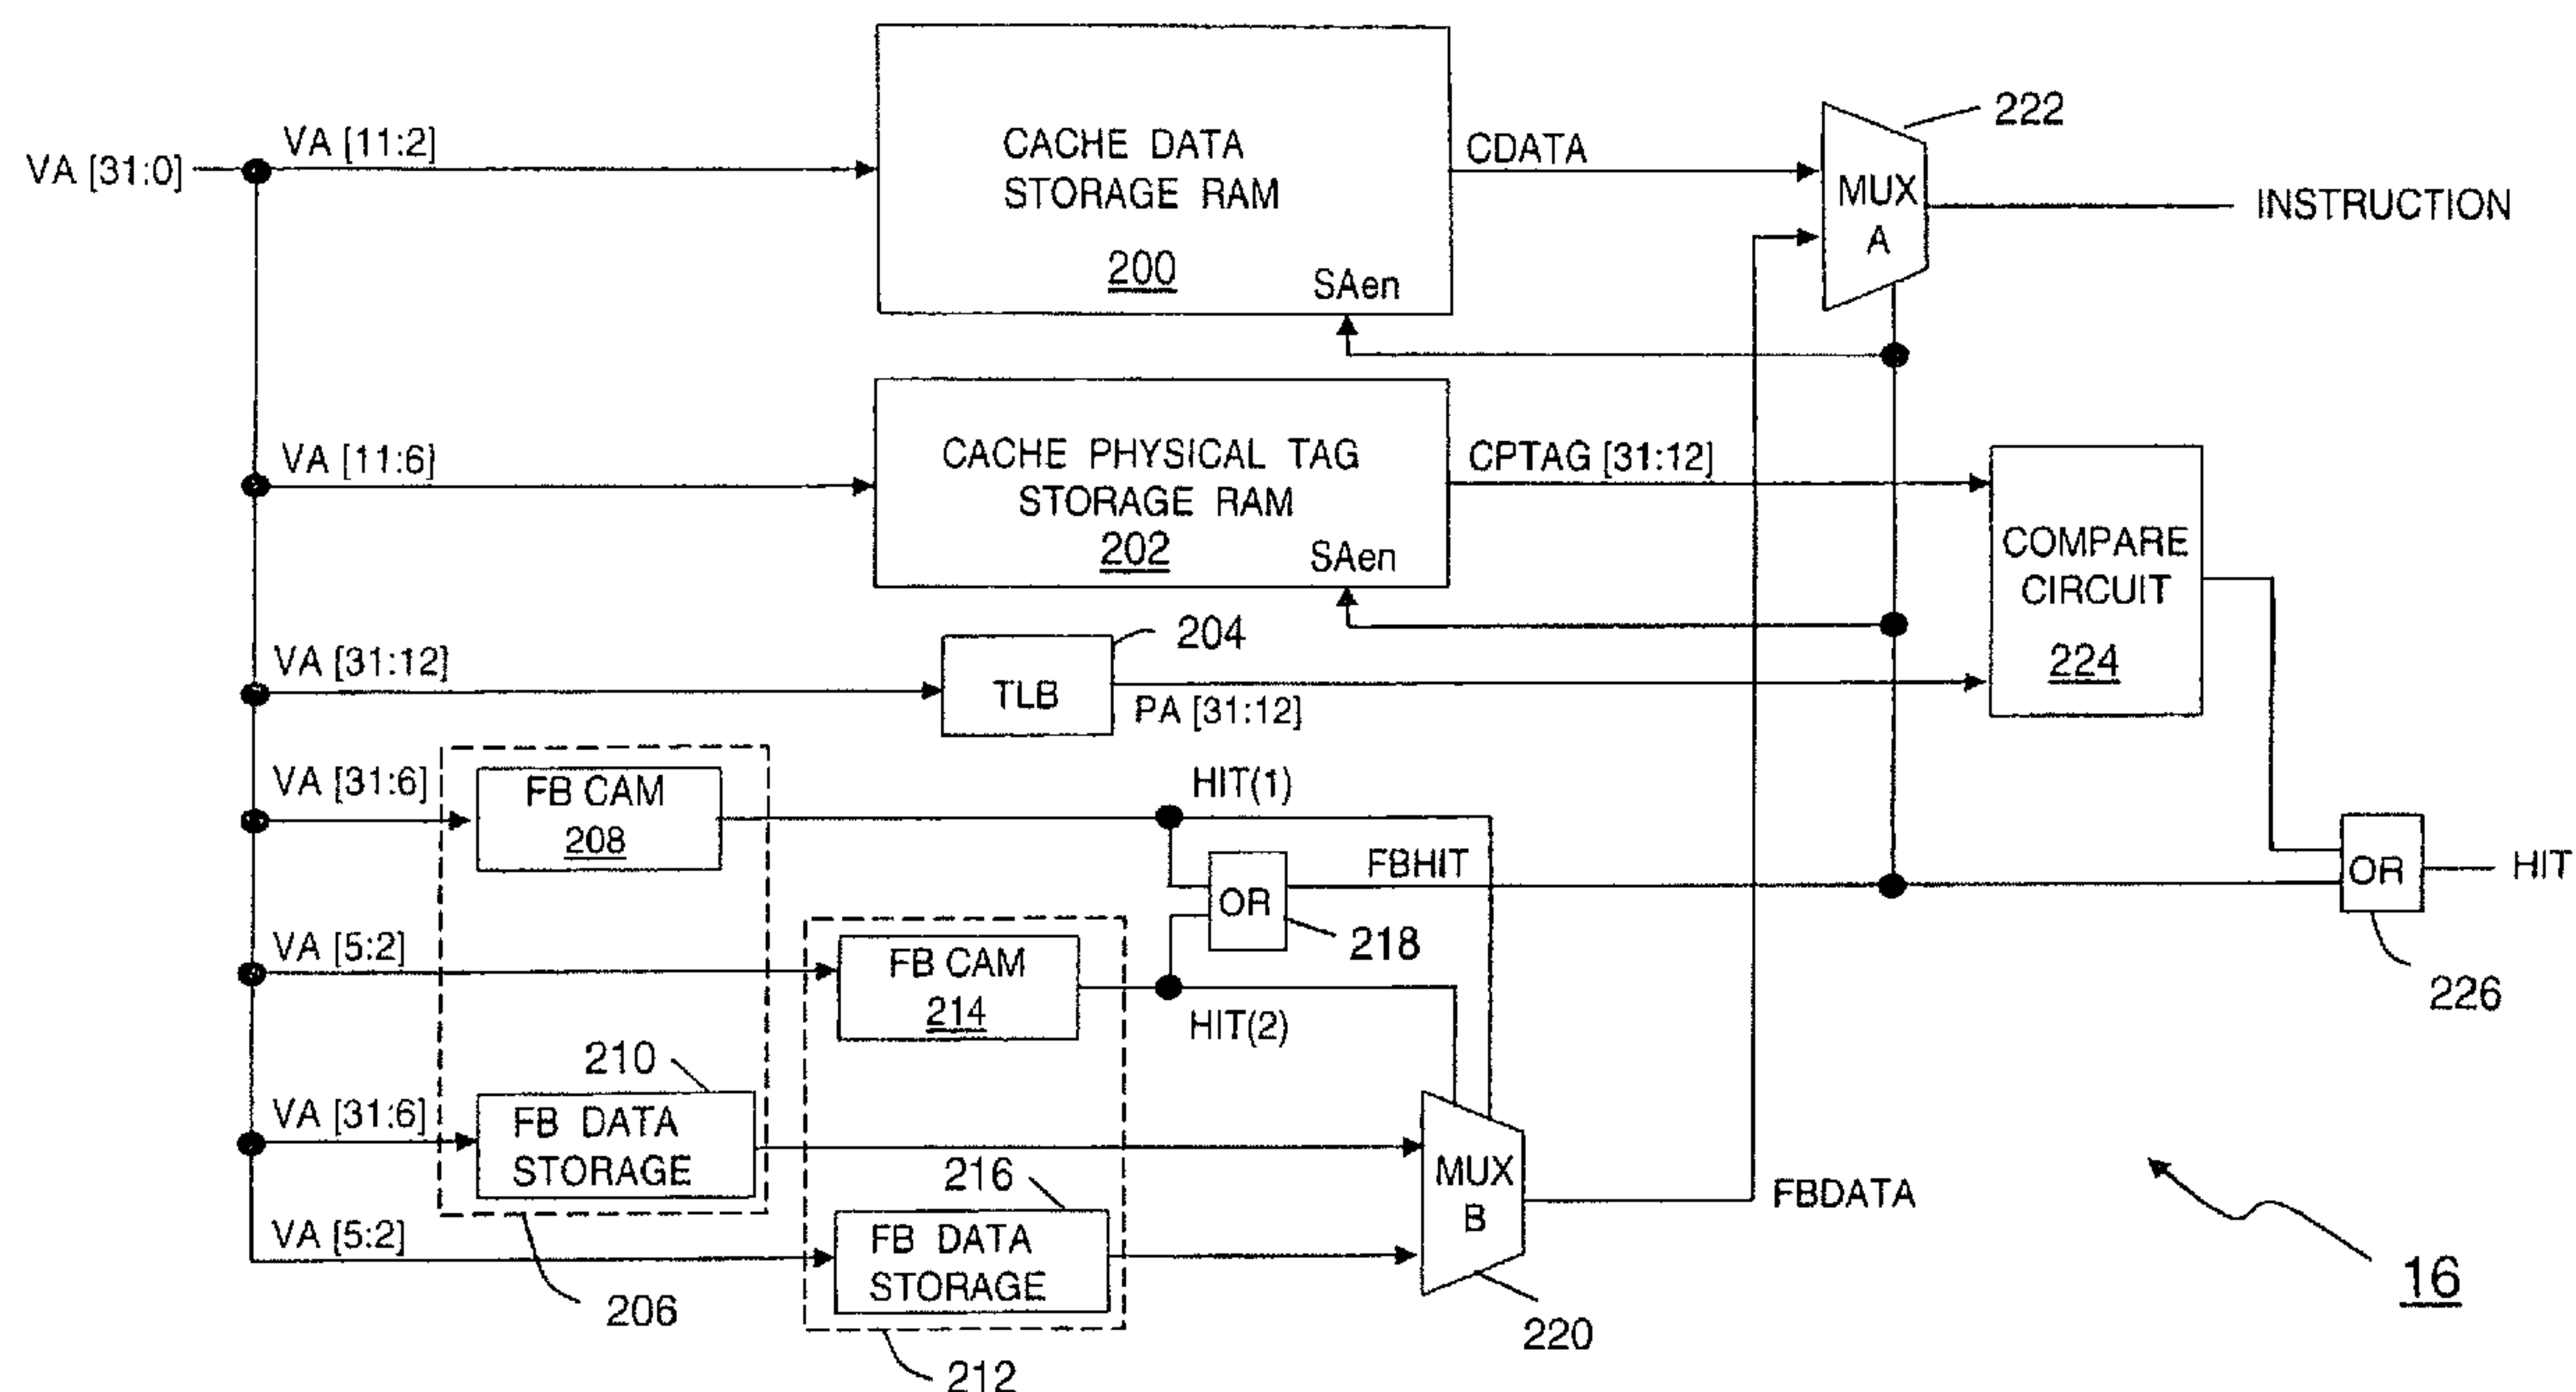 VA [31:0]
VA [11:2]
CACHE DATA
STORAGE RAM
200
SAen
CDATA
MUX
A
222
INSTRUCTION
VA [11:6]
CACHE PHYSICAL TAG
STORAGE RAM
202
SAen
CPTAG [31:12]
COMPARE
CIRCUIT
224
VA [31:12]
TLB
204
PA [31:12]
VA [31:6]
FB CAM
208
HIT(1)
OR
218
FBHIT
OR
HIT
226
VA [5:2]
FB CAM
214
HIT(2)
VA [31:6]
210
FB DATA
STORAGE
VA [5:2]
216
FB DATA
STORAGE
MUX
B
FBDATA
206
212
220
16